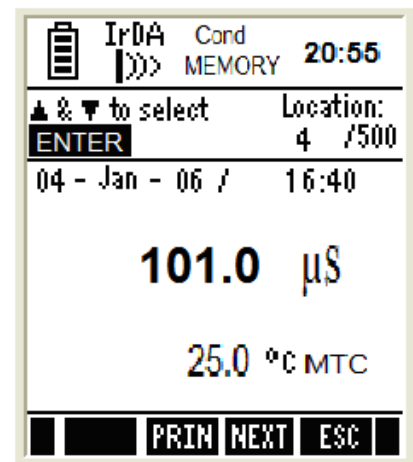 IrDA Cond
MEMORY 20:55
▲ & ▼ to select Location:
ENTER 4 /500
04 - Jan - 06 / 16:40
101.0 µS
25.0 ºC MTC
PRIN NEXT ESC